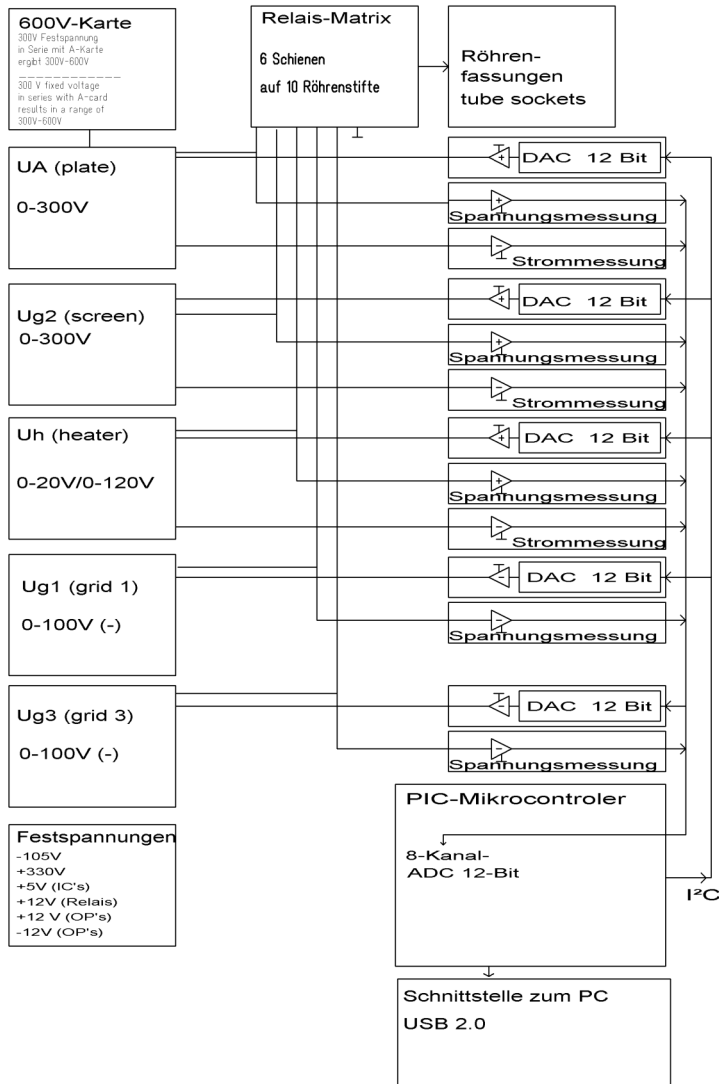 600V-Karte
300V Festspannung
in Serie mit A-Karte
ergibt 300V-600V
300 V fixed voltage
in series with A-card
results in a range of
300V-600V
Relais-Matrix
6 Schienen
auf 10 Röhrenstifte
Röhren-
fassungen
tube sockets
UA (plate)
0-300V
+ DAC 12 Bit
+
Spannungsmessung
-
Strommessung
Ug2 (screen)
0-300V
+ DAC 12 Bit
+
Spannungsmessung
-
Strommessung
Uh (heater)
0-20V/0-120V
+ DAC 12 Bit
+
Spannungsmessung
-
Strommessung
Ug1 (grid 1)
0-100V (-)
- DAC 12 Bit
-
Spannungsmessung
Ug3 (grid 3)
0-100V (-)
- DAC 12 Bit
-
Spannungsmessung
Festspannungen
-105V
+330V
+5V (IC's)
+12V (Relais)
+12 V (OP's)
-12V (OP's)
PIC-Mikrocontroler
8-Kanal-
ADC 12-Bit
I²C
Schnittstelle zum PC
USB 2.0